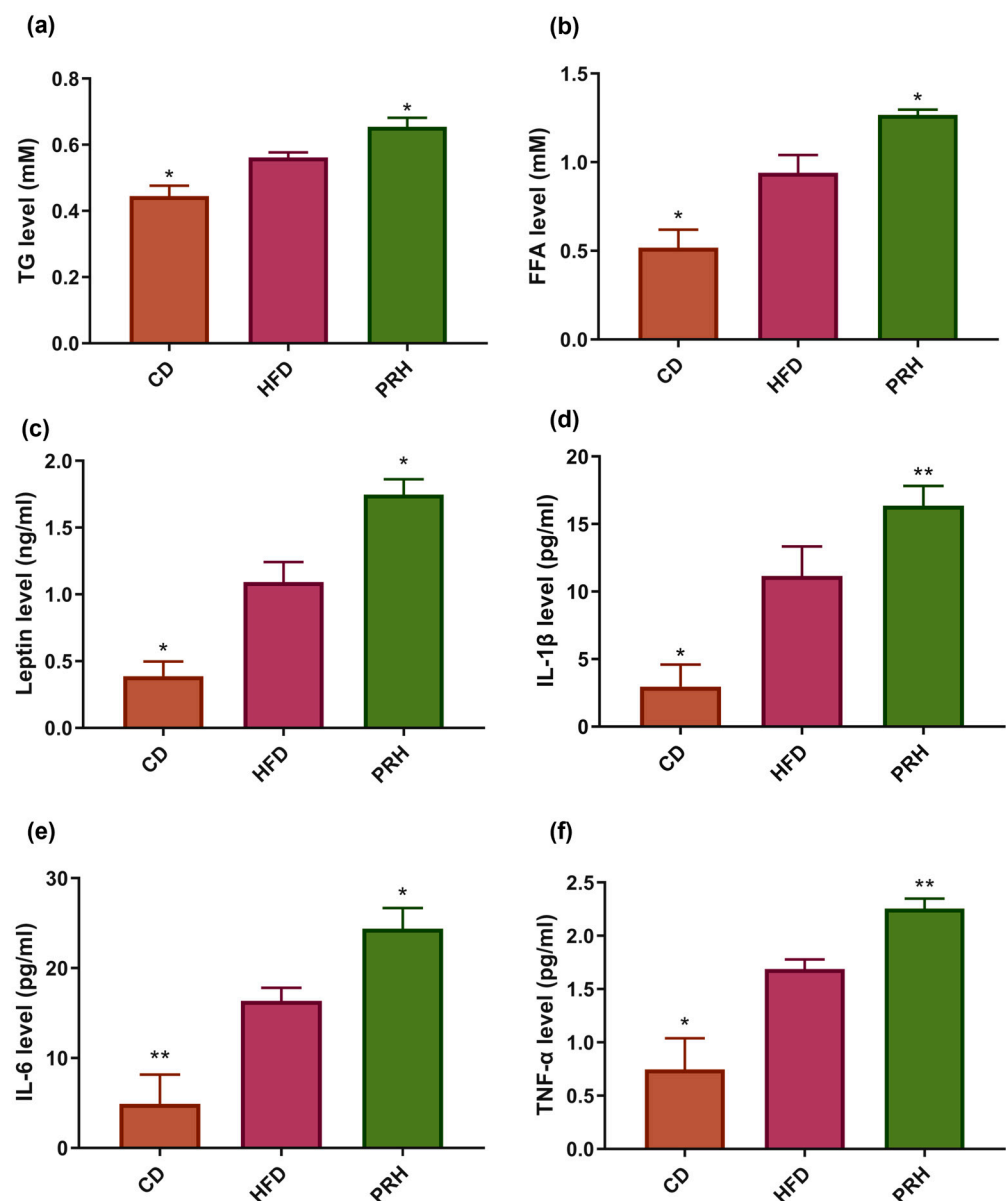 (a)
TG level (mM)
0.8
0.6
0.4
0.2
0.0
*
*
CD
HFD
PRH
(b)
FFA level (mM)
1.5
1.0
0.5
0.0
*
*
CD
HFD
PRH
(c)
Leptin level (ng/ml)
2.0
1.5
1.0
0.5
0.0
*
*
CD
HFD
PRH
(d)
IL-1β level (pg/ml)
20
15
10
5
0
*
**
CD
HFD
PRH
(e)
IL-6 level (pg/ml)
30
20
10
0
**
*
CD
HFD
PRH
(f)
TNF-α level (pg/ml)
2.5
2.0
1.5
1.0
0.5
0.0
*
**
CD
HFD
PRH